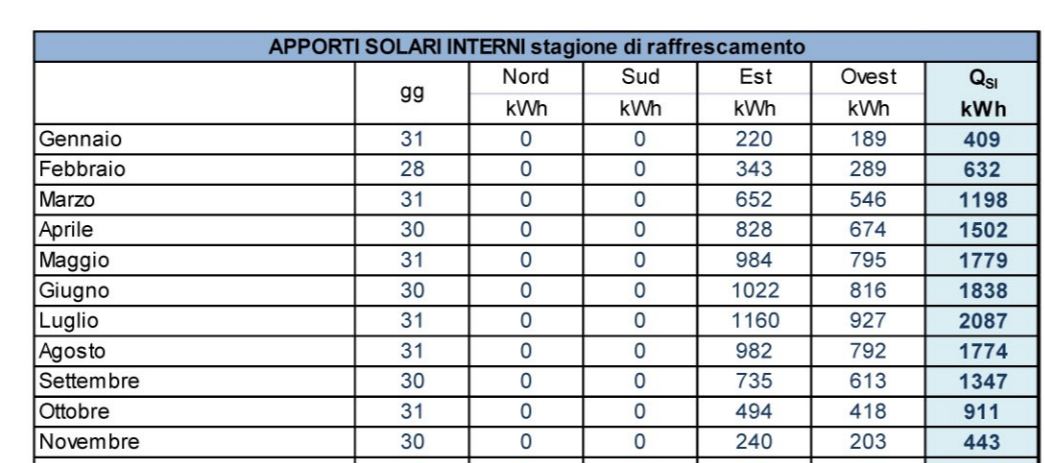 APPORTI SOLARI INTERNI stagione di raffrescamento
gg Nord Sud Est Ovest QSI
kWh kWh kWh kWh kWh
Gennaio 31 0 0 220 189 409
Febbraio 28 0 0 343 289 632
Marzo 31 0 0 652 546 1198
Aprile 30 0 0 828 674 1502
Maggio 31 0 0 984 795 1779
Giugno 30 0 0 1022 816 1838
Luglio 31 0 0 1160 927 2087
Agosto 31 0 0 982 792 1774
Settembre 30 0 0 735 613 1347
Ottobre 31 0 0 494 418 911
Novembre 30 0 0 240 203 443